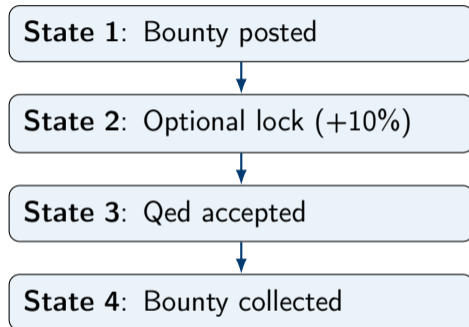 State 1: Bounty posted
State 2: Optional lock (+10%)
State 3: Qed accepted
State 4: Bounty collected